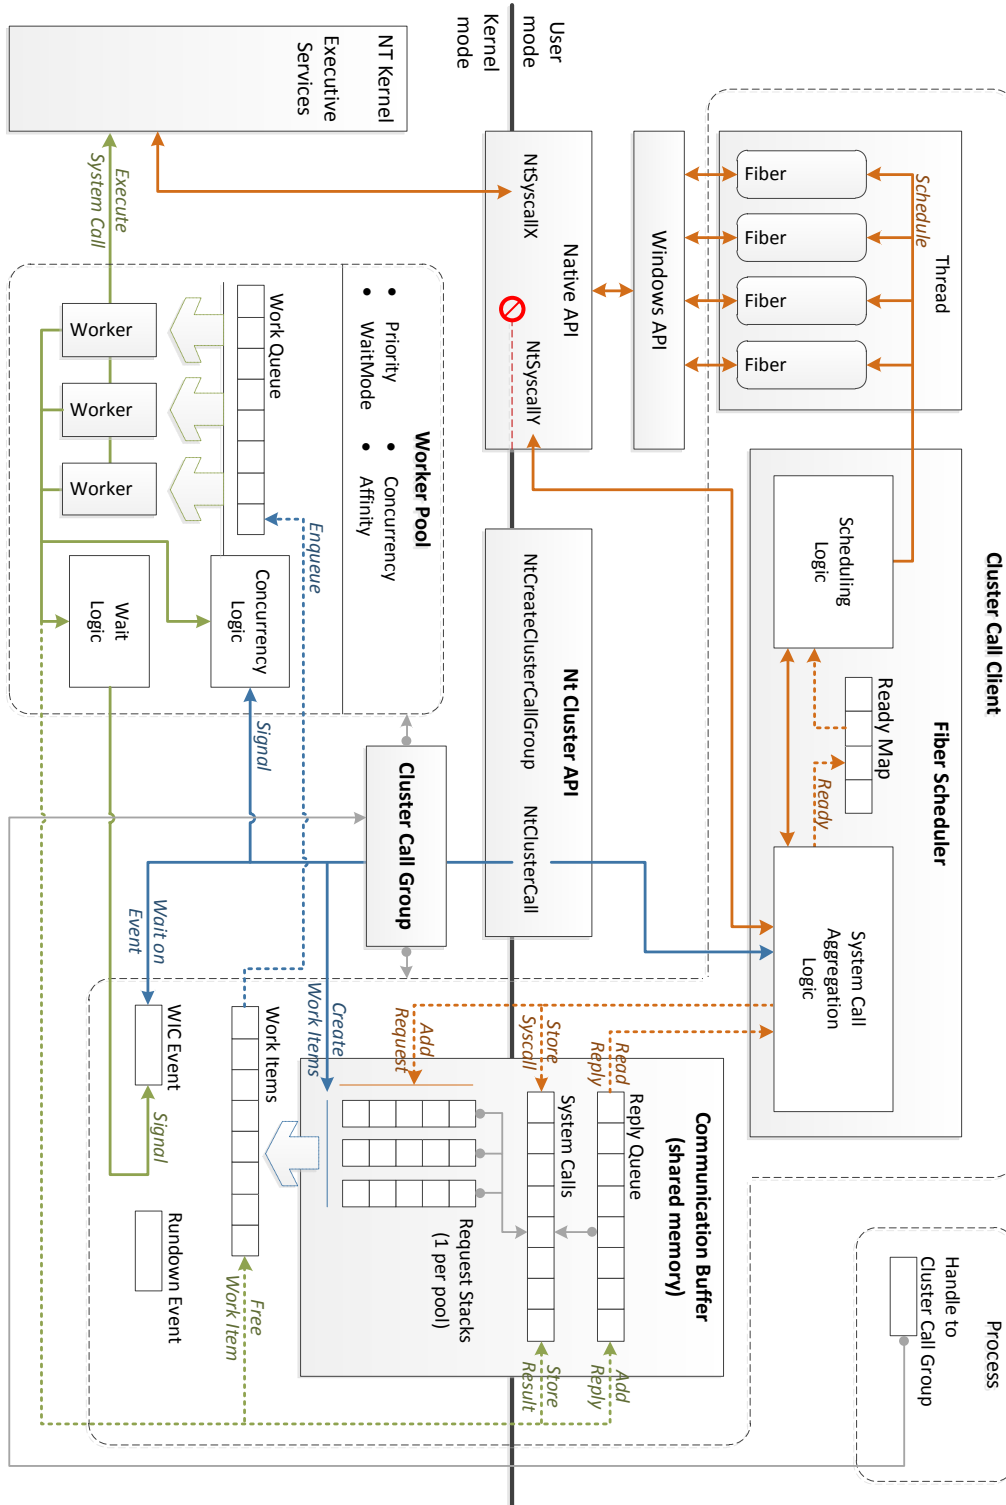 Cluster Call Client
Process
Handle to
Cluster Call Group
Thread
Schedule
Fiber
Fiber
Fiber
Fiber
Fiber Scheduler
Scheduling
Logic
Ready Map
Ready
System Call
Aggregation
Logic
Windows API
User
mode
Kernel
mode
Native API
NtSyscallX
NtSyscallY
Nt Cluster API
NtCreateClusterCallGroup
NtClusterCall
Communication Buffer
(shared memory)
Reply Queue
System Calls
Read
Reply
Store
Syscall
Add
Request
Add
Reply
Store
Result
Request Stacks
(1 per pool)
NT Kernel
Executive
Services
Execute
System Call
Worker Pool
• Priority
• WaitMode
• Concurrency
• Affinity
Work Queue
Worker
Worker
Worker
Enqueue
Concurrency
Logic
Wait
Logic
Signal
Cluster Call Group
Create
Work Items
Work Items
Wait on
Event
WIC Event
Signal
Rundown Event
Free
Work Item